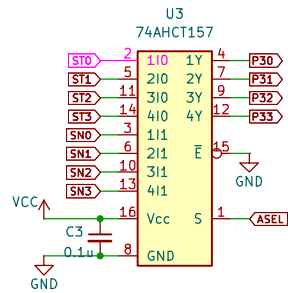 U3
74AHCT157
ST0 2 1I0 1Y 4 P30
ST1 5 2I0 2Y 7 P31
ST2 11 3I0 3Y 9 P32
ST3 14 4I0 4Y 12 P33
SN0 3 1I1
SN1 6 2I1 E 15
SN2 10 3I1
SN3 13 4I1
GND
VCC
16 Vcc S 1 ASEL
C3
0.1u
8 GND
GND